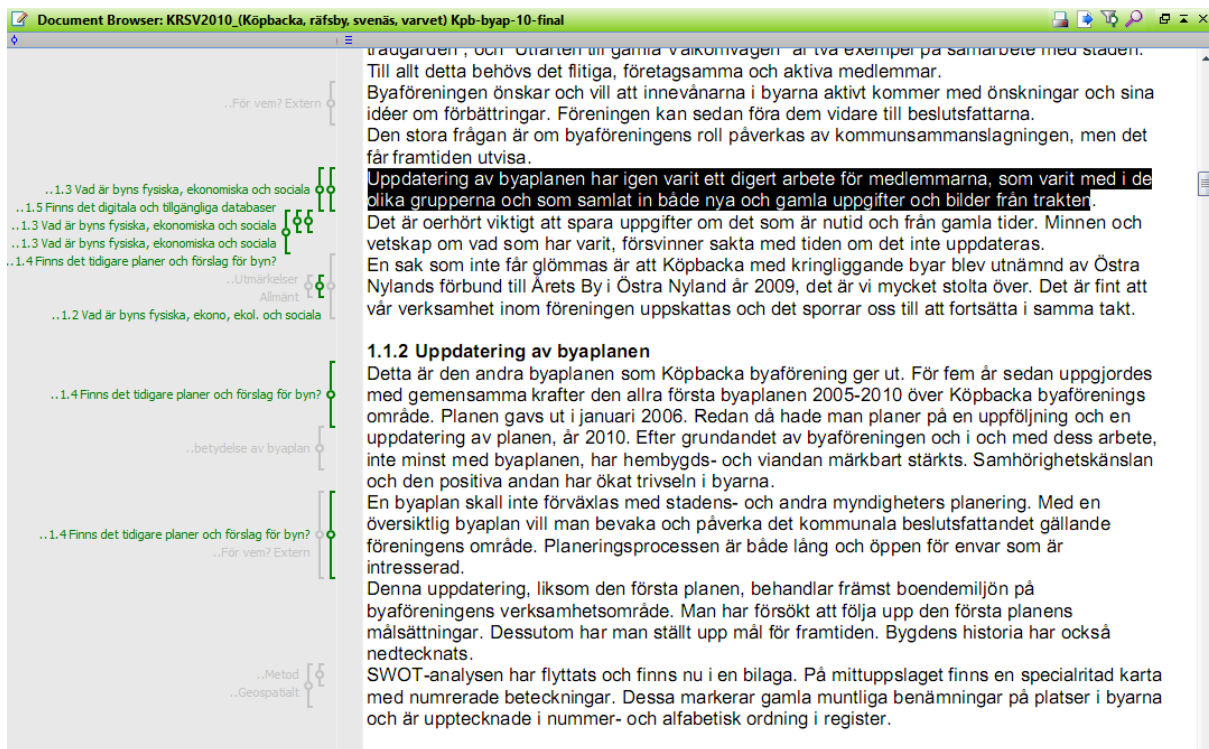 Document Browser: KRSV2010_(Köpbacka, räfsby, svenäs, varvet) Kpb-byap-10-final
trädgården", och "Utfarten till gamla Valkomvägen" är två exempel på samarbete med staden.
Till allt detta behövs det flitiga, företagsamma och aktiva medlemmar.
Byaföreningen önskar och vill att innevånarna i byarna aktivt kommer med önskningar och sina
idéer om förbättringar. Föreningen kan sedan föra dem vidare till beslutsfattarna.
Den stora frågan är om byaföreningens roll påverkas av kommunsammanslagningen, men det
får framtiden utvisa.
Uppdatering av byaplanen har igen varit ett digert arbete för medlemmarna, som varit med i de
olika grupperna och som samlat in både nya och gamla uppgifter och bilder från trakten.
Det är oerhört viktigt att spara uppgifter om det som är nutid och från gamla tider. Minnen och
vetskap om vad som har varit, försvinner sakta med tiden om det inte uppdateras.
En sak som inte får glömmas är att Köpbacka med kringliggande byar blev utnämnd av Östra
Nylands förbund till Årets By i Östra Nyland år 2009, det är vi mycket stolta över. Det är fint att
vår verksamhet inom föreningen uppskattas och det sporrar oss till att fortsätta i samma takt.
1.1.2 Uppdatering av byaplanen
Detta är den andra byaplanen som Köpbacka byaförening ger ut. För fem år sedan uppgjordes
med gemensamma krafter den allra första byaplanen 2005-2010 över Köpbacka byaförenings
område. Planen gavs ut i januari 2006. Redan då hade man planer på en uppföljning och en
uppdatering av planen, år 2010. Efter grundandet av byaföreningen och i och med dess arbete,
inte minst med byaplanen, har hembygds- och viandan märkbart stärkts. Samhörighetskänslan
och den positiva andan har ökat trivseln i byarna.
En byaplan skall inte förväxlas med stadens- och andra myndigheters planering. Med en
översiktlig byaplan vill man bevaka och påverka det kommunala beslutsfattandet gällande
föreningens område. Planeringsprocessen är både lång och öppen för envar som är
intresserad.
Denna uppdatering, liksom den första planen, behandlar främst boendemiljön på
byaföreningens verksamhetsområde. Man har försökt att följa upp den första planens
målsättningar. Dessutom har man ställt upp mål för framtiden. Bygdens historia har också
nedtecknats.
SWOT-analysen har flyttats och finns nu i en bilaga. På mittuppslaget finns en specialritad karta
med numrerade beteckningar. Dessa markerar gamla muntliga benämningar på platser i byarna
och är upptecknade i nummer- och alfabetisk ordning i register.
..För vem? Extern
..1.3 Vad är byns fysiska, ekonomiska och sociala
..1.5 Finns det digitala och tillgängliga databaser
..1.3 Vad är byns fysiska, ekonomiska och sociala
..1.3 Vad är byns fysiska, ekonomiska och sociala
..1.4 Finns det tidigare planer och förslag för byn?
..Utmärkelser
Allmänt
..1.2 Vad är byns fysiska, ekono, ekol. och sociala
..1.4 Finns det tidigare planer och förslag för byn?
..betydelse av byaplan
..1.4 Finns det tidigare planer och förslag för byn?
..För vem? Extern
..Metod
..Geospatialt